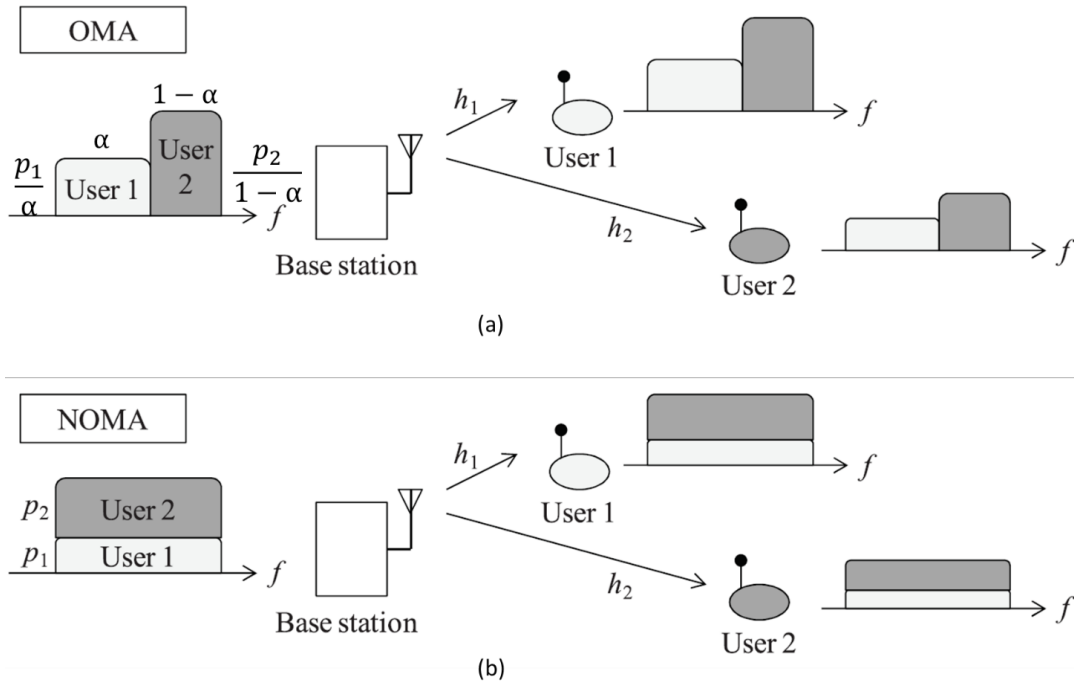 OMA
1 − α
α
User 2
User 1
p₁/α
p₂/(1 − α)
f
Base station
h₁
h₂
User 1
f
User 2
f
(a)
NOMA
p₂
User 2
p₁
User 1
f
Base station
h₁
h₂
User 1
f
User 2
f
(b)